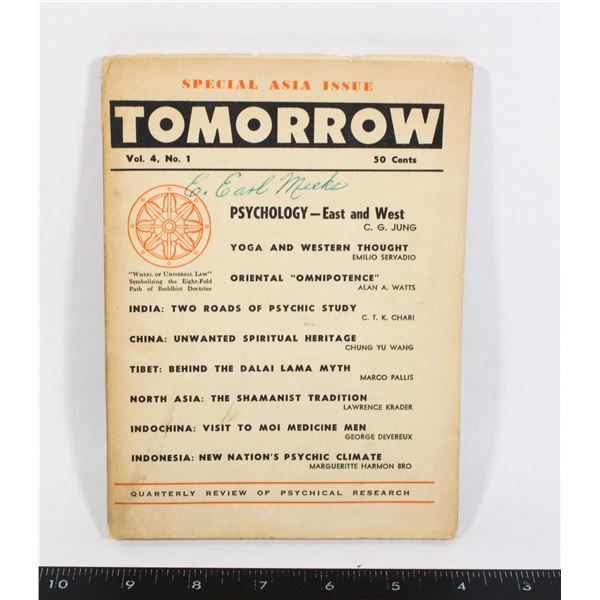 SPECIAL ASIA ISSUE
TOMORROW
Vol. 4, No. 1 50 Cents
E. Earl Meeks
PSYCHOLOGY—East and West
C. G. JUNG
YOGA AND WESTERN THOUGHT
EMILIO SERVADIO
ORIENTAL "OMNIPOTENCE"
ALAN A. WATTS
"WHEEL OF UNIVERSAL LAW"
Symbolizing the Eight-Fold
Path of Buddhist Doctrine
INDIA: TWO ROADS OF PSYCHIC STUDY
C. T. K. CHARI
CHINA: UNWANTED SPIRITUAL HERITAGE
CHUNG YU WANG
TIBET: BEHIND THE DALAI LAMA MYTH
MARCO PALLIS
NORTH ASIA: THE SHAMANIST TRADITION
LAWRENCE KRADER
INDOCHINA: VISIT TO MOI MEDICINE MEN
GEORGE DEVEREUX
INDONESIA: NEW NATION'S PSYCHIC CLIMATE
MARGUERITTE HARMON BRO
QUARTERLY REVIEW OF PSYCHICAL RESEARCH
10 9 8 7 6 5 4 3